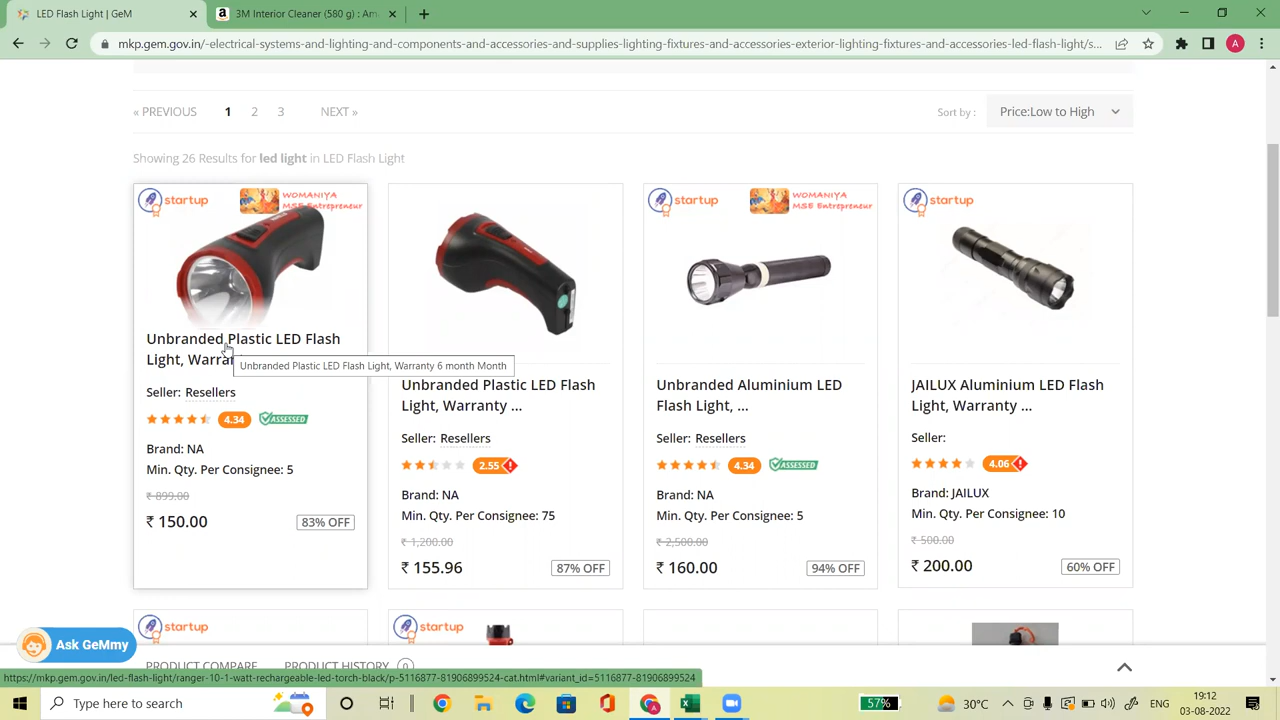 LED Flash Light | GeM
3M Interior Cleaner (580 g) : Am
mkp.gem.gov.in/-electrical-systems-and-lighting-and-components-and-accessories-and-supplies-lighting-fixtures-and-accessories-exterior-lighting-fixtures-and-accessories-led-flash-light/s...
A
« PREVIOUS 1 2 3 NEXT »
Sort by : Price:Low to High
Showing 26 Results for led light in LED Flash Light
startup
WOMANIYA
MSE Entrepreneur
Unbranded Plastic LED Flash
Light, Warran
Unbranded Plastic LED Flash Light, Warranty 6 month Month
Seller: Resellers
4.34 ASSESSED
Brand: NA
Min. Qty. Per Consignee: 5
₹ 899.00
₹ 150.00 83% OFF
Unbranded Plastic LED Flash
Light, Warranty ...
Seller: Resellers
2.55
Brand: NA
Min. Qty. Per Consignee: 75
₹ 1,200.00
₹ 155.96 87% OFF
startup
WOMANIYA
MSE Entrepreneur
Unbranded Aluminium LED
Flash Light, ...
Seller: Resellers
4.34 ASSESSED
Brand: NA
Min. Qty. Per Consignee: 5
₹ 2,500.00
₹ 160.00 94% OFF
startup
JAILUX Aluminium LED Flash
Light, Warranty ...
Seller:
4.06
Brand: JAILUX
Min. Qty. Per Consignee: 10
₹ 500.00
₹ 200.00 60% OFF
startup
startup
Ask GeMmy
PRODUCT COMPARE PRODUCT HISTORY 0
https://mkp.gem.gov.in/led-flash-light/ranger-10-1-watt-rechargeable-led-torch-black/p-5116877-81906899524-cat.html#variant_id=5116877-81906899524
Type here to search
57%
30°C
ENG
19:12
03-08-2022